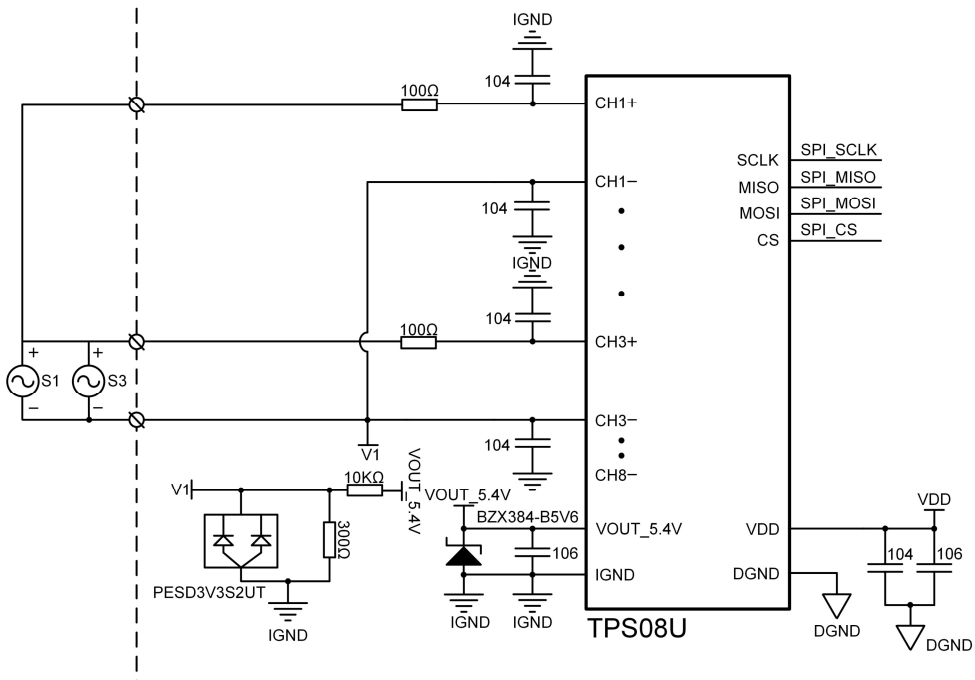 IGND
104
100Ω
CH1+
SCLK SPI_SCLK
CH1− MISO SPI_MISO
104 MOSI SPI_MOSI
CS SPI_CS
IGND
104
100Ω
CH3+
+ +
S1 S3
− −
CH3−
104
V1
CH8−
10KΩ
V1
VOUT_5.4V
VOUT_5.4V
BZX384-B5V6
VOUT_5.4V
VDD
VDD
300Ω
106
104 106
IGND
DGND
PESD3V3S2UT
IGND
IGND IGND
TPS08U
DGND
DGND